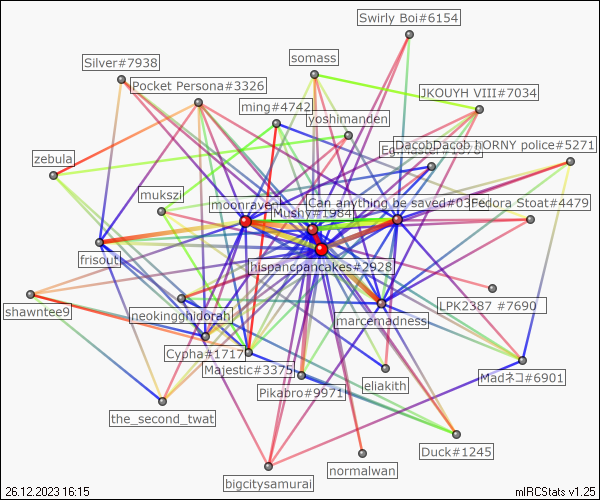 Swirly Boi#6154
somass
Silver#7938
Pocket Persona#3326
JKOUYH VIII#7034
ming#4742
yoshimanden
DacobDacob hORNY police#5271
zebula
mukszi
moonrave
Can anything be saved#03
Fedora Stoat#4479
Mushy#1984
frisout
hispancpancakes#2928
shawntee9
neokingghidorah
LPK2387 #7690
marcemadness
Cypha#1717
Majestic#3375
Pikabro#9971
eliakith
Madネコ#6901
the_second_twat
Duck#1245
normalwan
bigcitysamurai
26.12.2023 16:15
mIRCStats v1.25